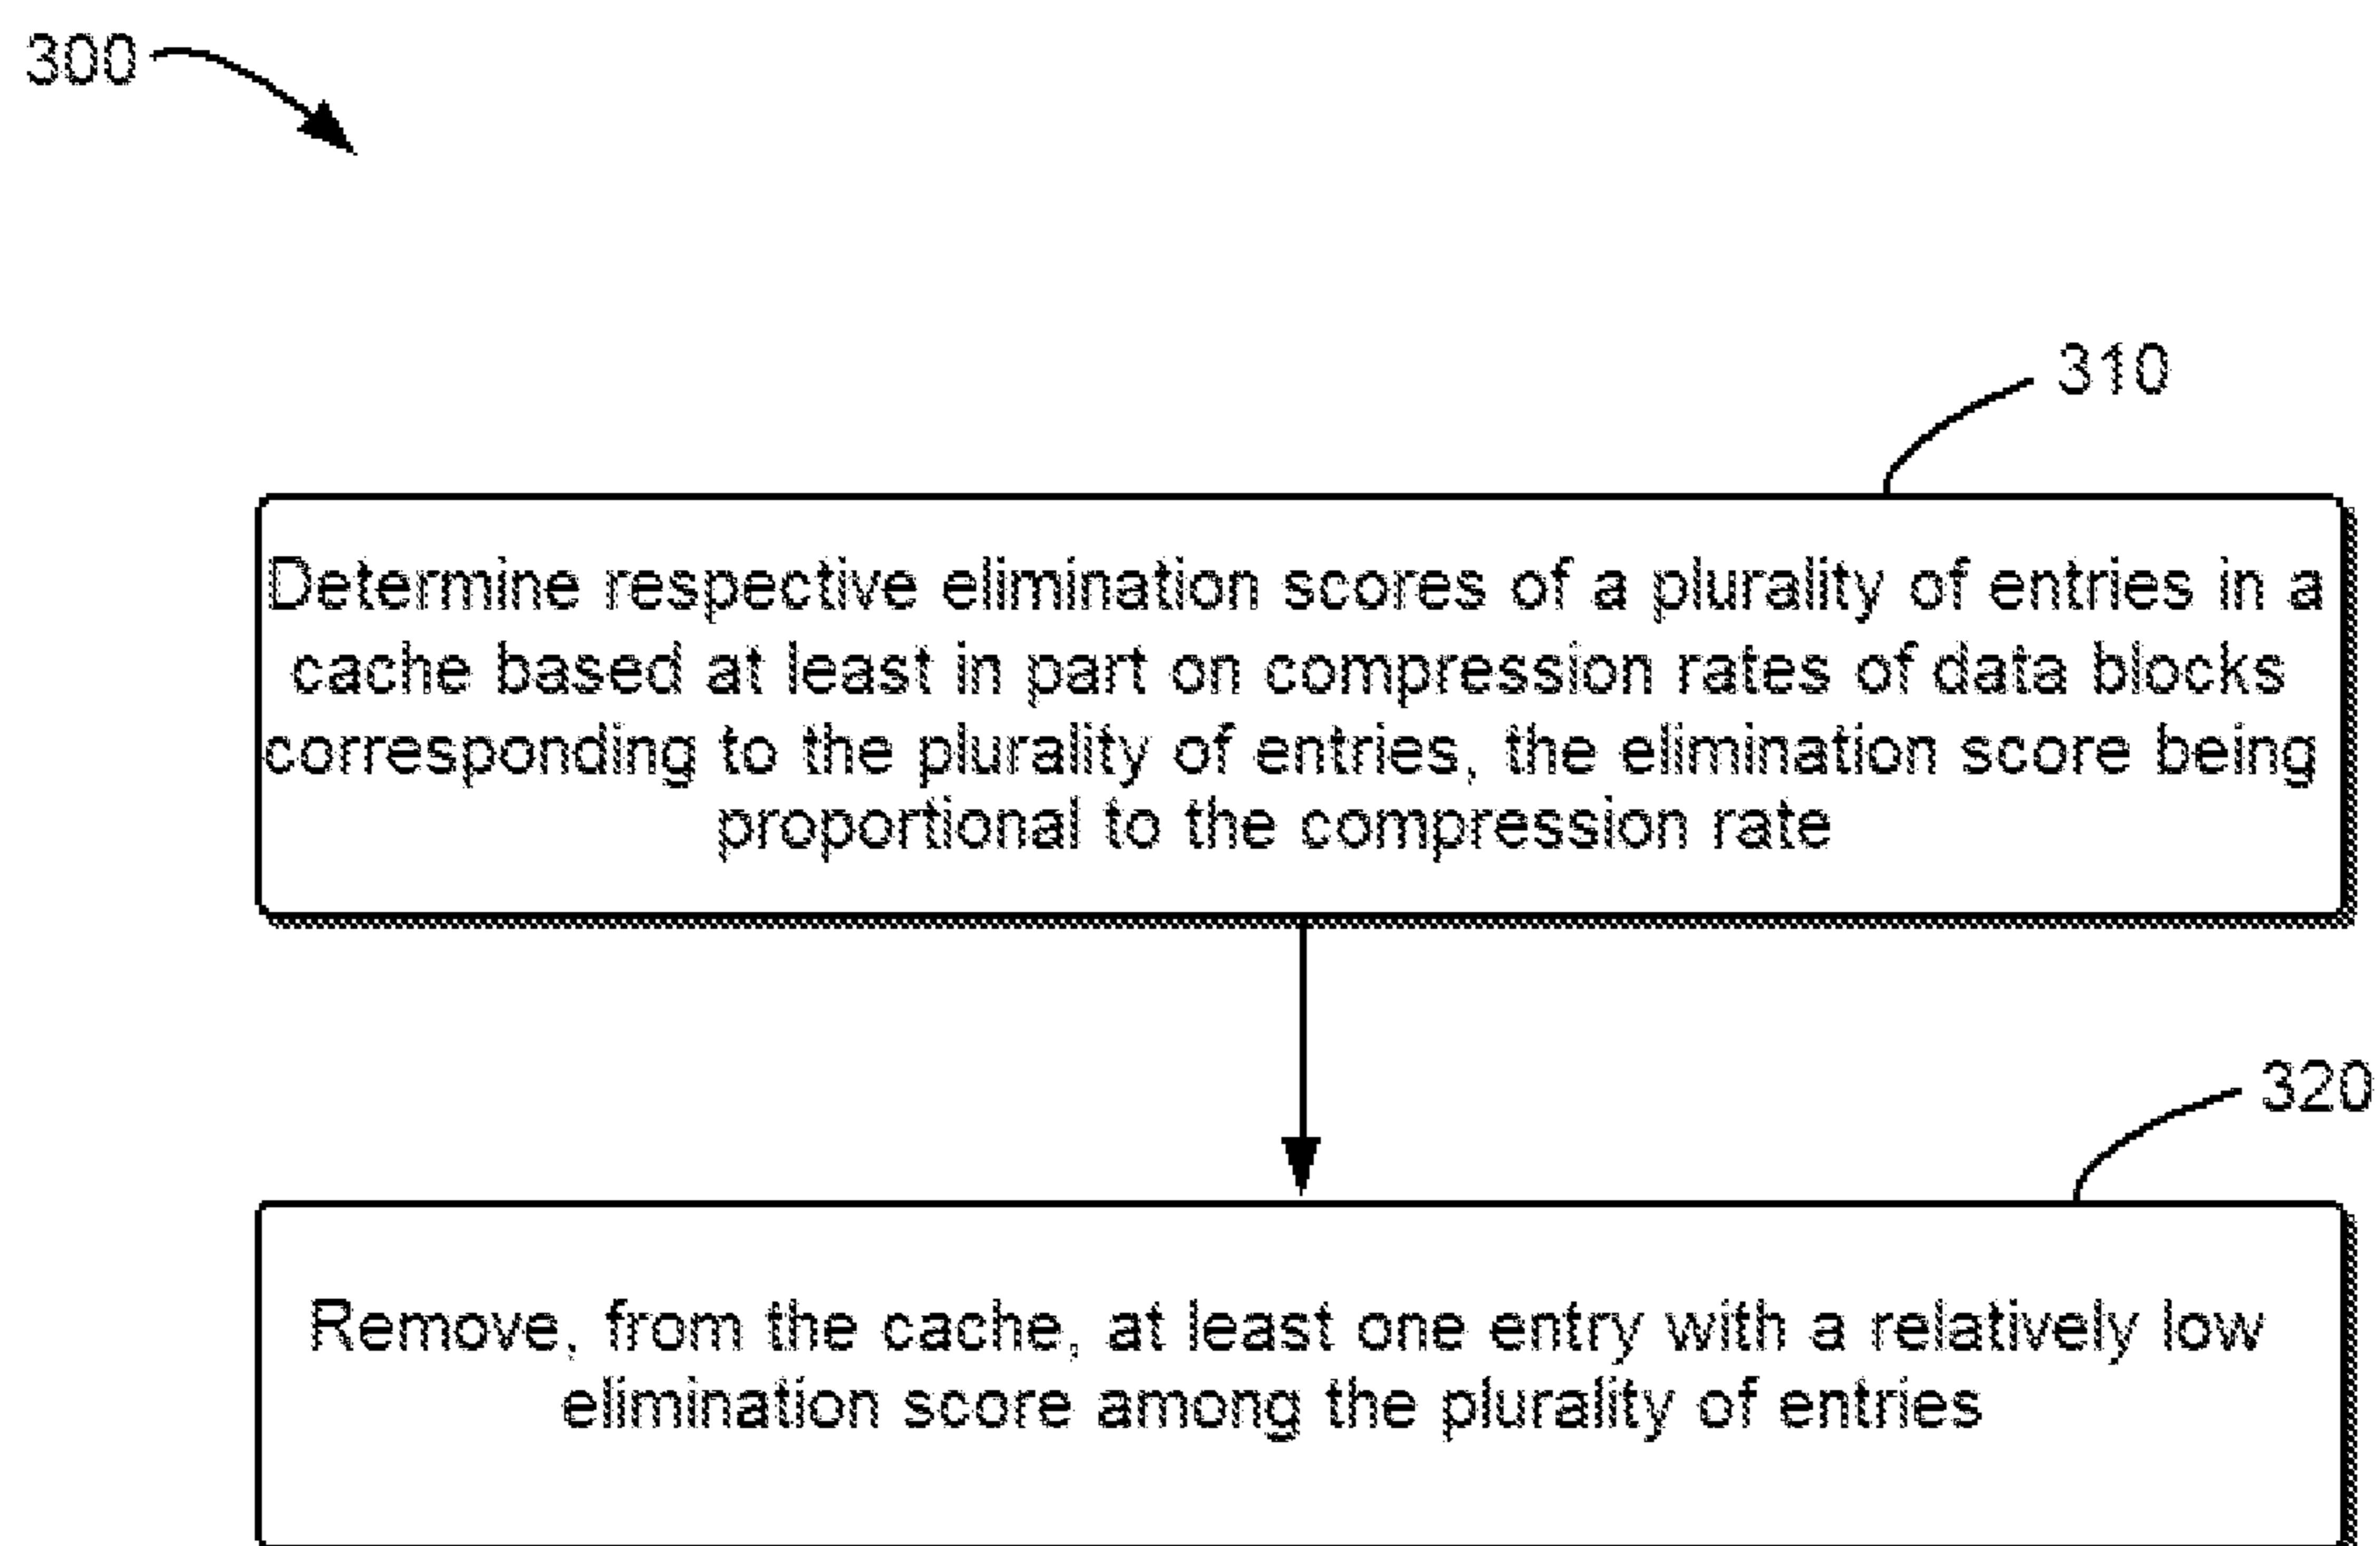 300
310
Determine respective elimination scores of a plurality of entries in a
cache based at least in part on compression rates of data blocks
corresponding to the plurality of entries, the elimination score being
proportional to the compression rate
320
Remove, from the cache, at least one entry with a relatively low
elimination score among the plurality of entries